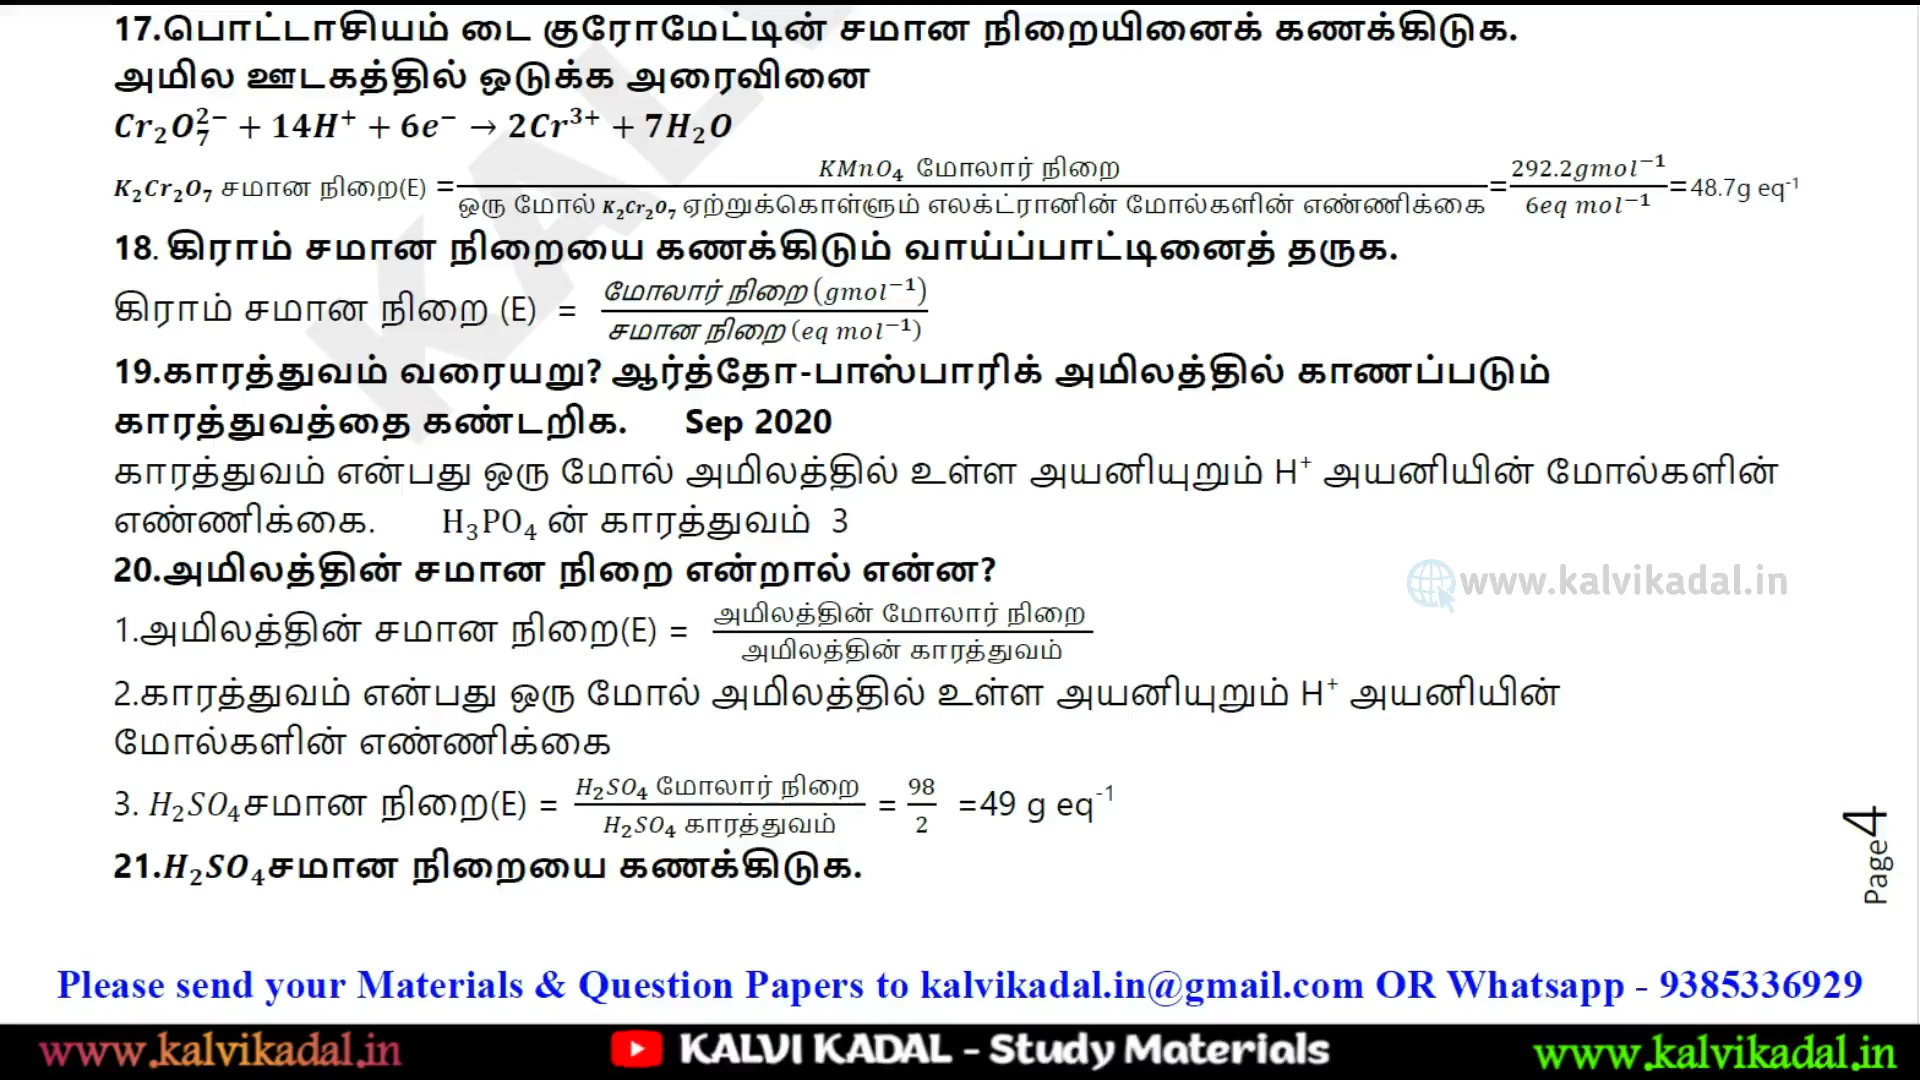 17.பொட்டாசியம் டை குரோமேட்டின் சமான நிறையினைக் கணக்கிடுக.
அமில ஊடகத்தில் ஒடுக்க அரைவினை
Cr₂O₇²⁻ + 14H⁺ + 6e⁻ → 2Cr³⁺ + 7H₂O
K₂Cr₂O₇ சமான நிறை(E) = KMnO₄ மோலார் நிறை / ஒரு மோல் K₂Cr₂O₇ ஏற்றுக்கொள்ளும் எலக்ட்ரானின் மோல்களின் எண்ணிக்கை = 292.2gmol⁻¹ / 6eq mol⁻¹ = 48.7g eq⁻¹
18. கிராம் சமான நிறையை கணக்கிடும் வாய்ப்பாட்டினைத் தருக.
கிராம் சமான நிறை (E) = மோலார் நிறை (gmol⁻¹) / சமான நிறை (eq mol⁻¹)
19.காரத்துவம் வரையறு? ஆர்த்தோ-பாஸ்பாரிக் அமிலத்தில் காணப்படும்
காரத்துவத்தை கண்டறிக. Sep 2020
காரத்துவம் என்பது ஒரு மோல் அமிலத்தில் உள்ள அயனியுறும் H⁺ அயனியின் மோல்களின்
எண்ணிக்கை. H₃PO₄ ன் காரத்துவம் 3
20.அமிலத்தின் சமான நிறை என்றால் என்ன?
www.kalvikadal.in
1.அமிலத்தின் சமான நிறை(E) = அமிலத்தின் மோலார் நிறை / அமிலத்தின் காரத்துவம்
2.காரத்துவம் என்பது ஒரு மோல் அமிலத்தில் உள்ள அயனியுறும் H⁺ அயனியின்
மோல்களின் எண்ணிக்கை
3. H₂SO₄சமான நிறை(E) = H₂SO₄ மோலார் நிறை / H₂SO₄ காரத்துவம் = 98 / 2 =49 g eq⁻¹
21.H₂SO₄சமான நிறையை கணக்கிடுக.
Page4
Please send your Materials & Question Papers to kalvikadal.in@gmail.com OR Whatsapp - 9385336929
www.kalvikadal.in KALVI KADAL - Study Materials www.kalvikadal.in